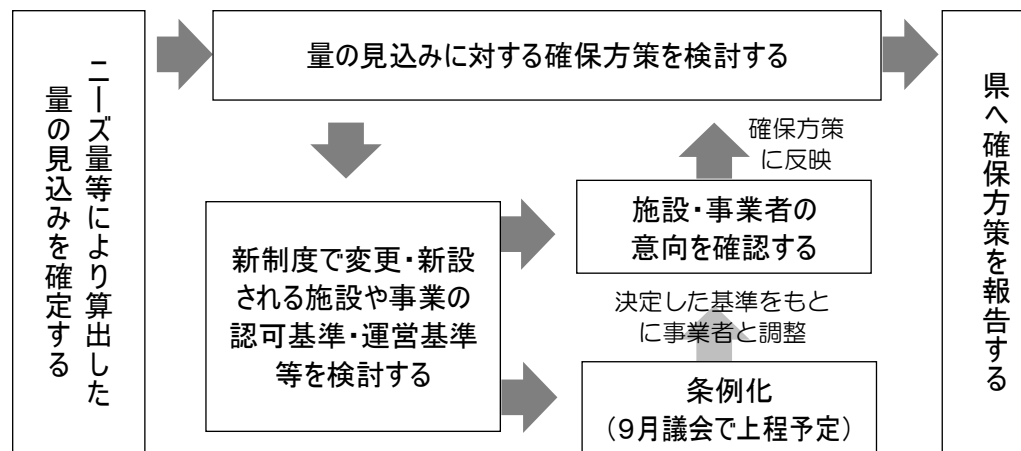 ニーズ量等により算出した
量の見込みを確定する
量の見込みに対する確保方策を検討する
新制度で変更・新設
される施設や事業の
認可基準・運営基準
等を検討する
確保方策
に反映
施設・事業者の
意向を確認する
決定した基準をもと
に事業者と調整
条例化
（9月議会で上程予定）
県へ確保方策を報告する